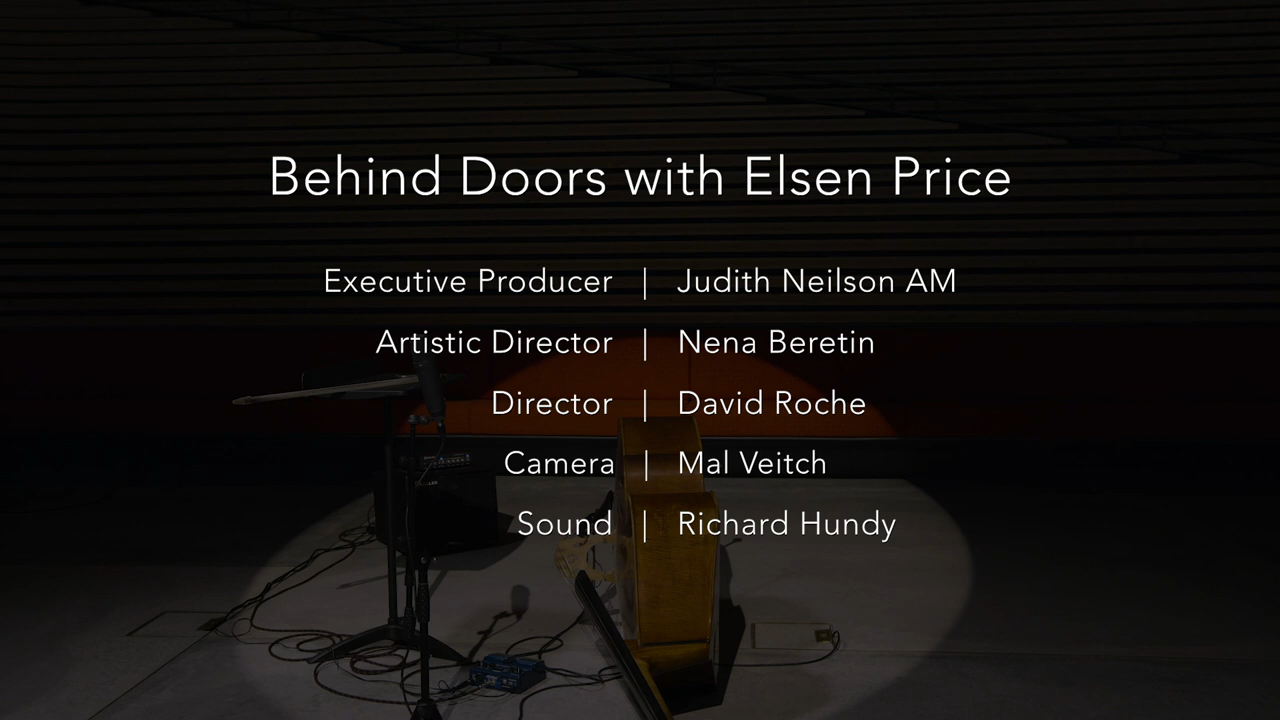 Behind Doors with Elsen Price
Executive Producer | Judith Neilson AM
Artistic Director | Nena Beretin
Director | David Roche
Camera | Mal Veitch
Sound | Richard Hundy